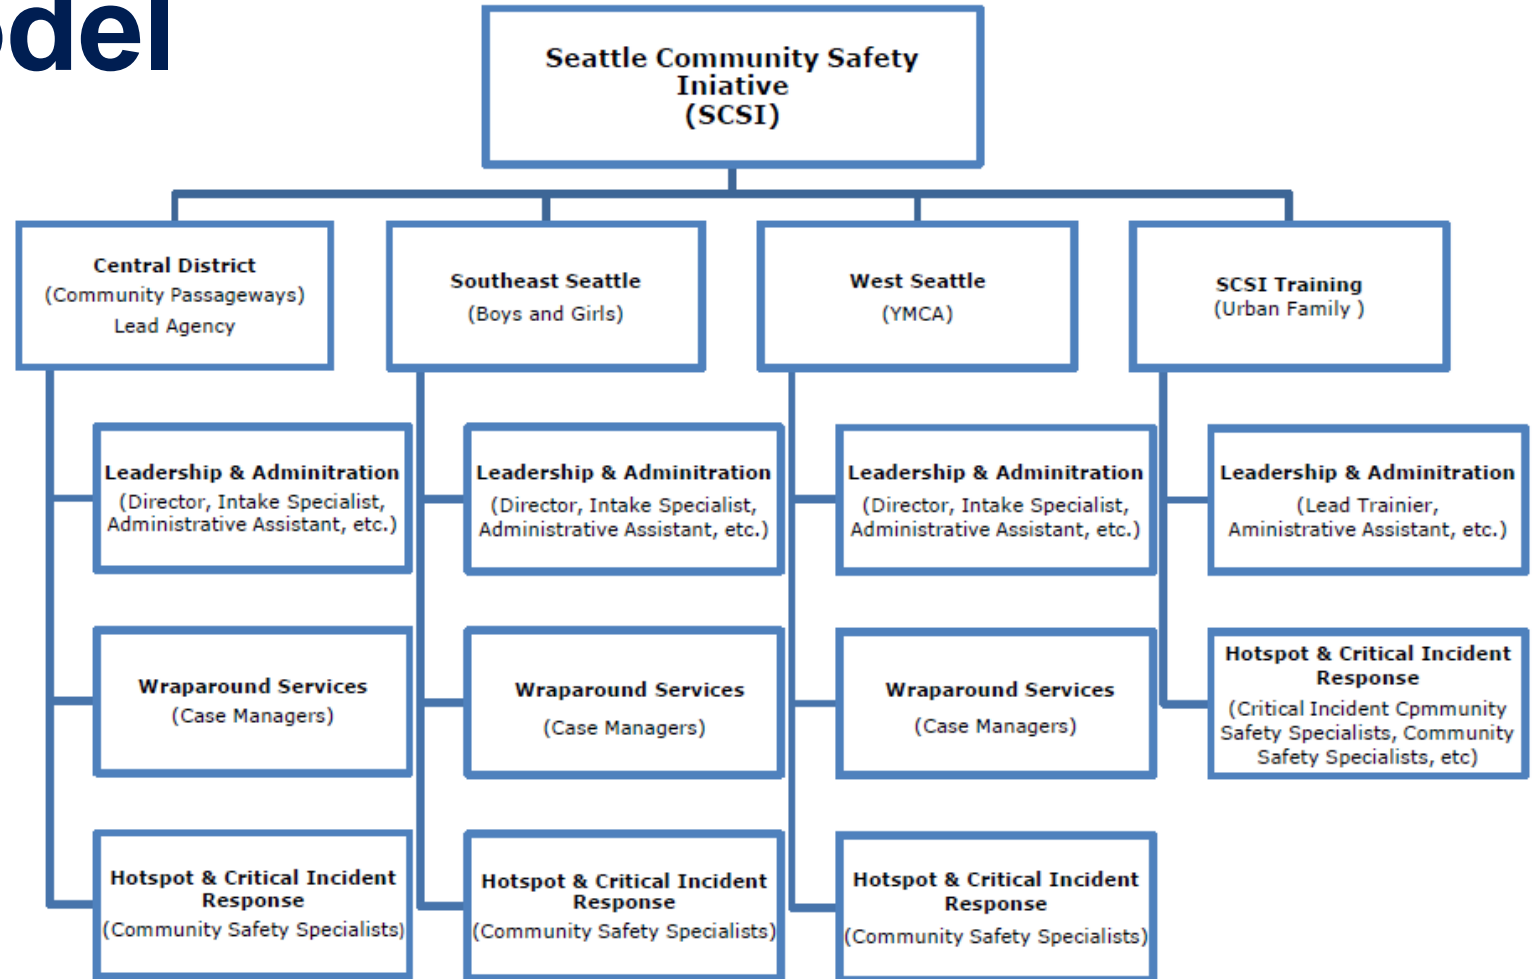 odel
Seattle Community Safety
Iniative
(SCSI)
Central District
(Community Passageways)
Lead Agency
Southeast Seattle
(Boys and Girls)
West Seattle
(YMCA)
SCSI Training
(Urban Family )
Leadership & Adminitration
(Director, Intake Specialist,
Administrative Assistant, etc.)
Leadership & Adminitration
(Director, Intake Specialist,
Administrative Assistant, etc.)
Leadership & Adminitration
(Director, Intake Specialist,
Administrative Assistant, etc.)
Leadership & Adminitration
(Lead Trainier,
Aministrative Assistant, etc.)
Wraparound Services
(Case Managers)
Wraparound Services
(Case Managers)
Wraparound Services
(Case Managers)
Hotspot & Critical Incident
Response
(Critical Incident Cpmmunity
Safety Specialists, Community
Safety Specialists, etc)
Hotspot & Critical Incident
Response
(Community Safety Specialists)
Hotspot & Critical Incident
Response
(Community Safety Specialists)
Hotspot & Critical Incident
Response
(Community Safety Specialists)